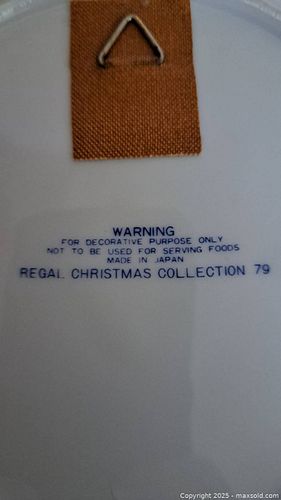 WARNING
FOR DECORATIVE PURPOSE ONLY
NOT TO BE USED FOR SERVING FOODS
MADE IN JAPAN
REGAL CHRISTMAS COLLECTION 79
Copyright 2025 - maxsold.com